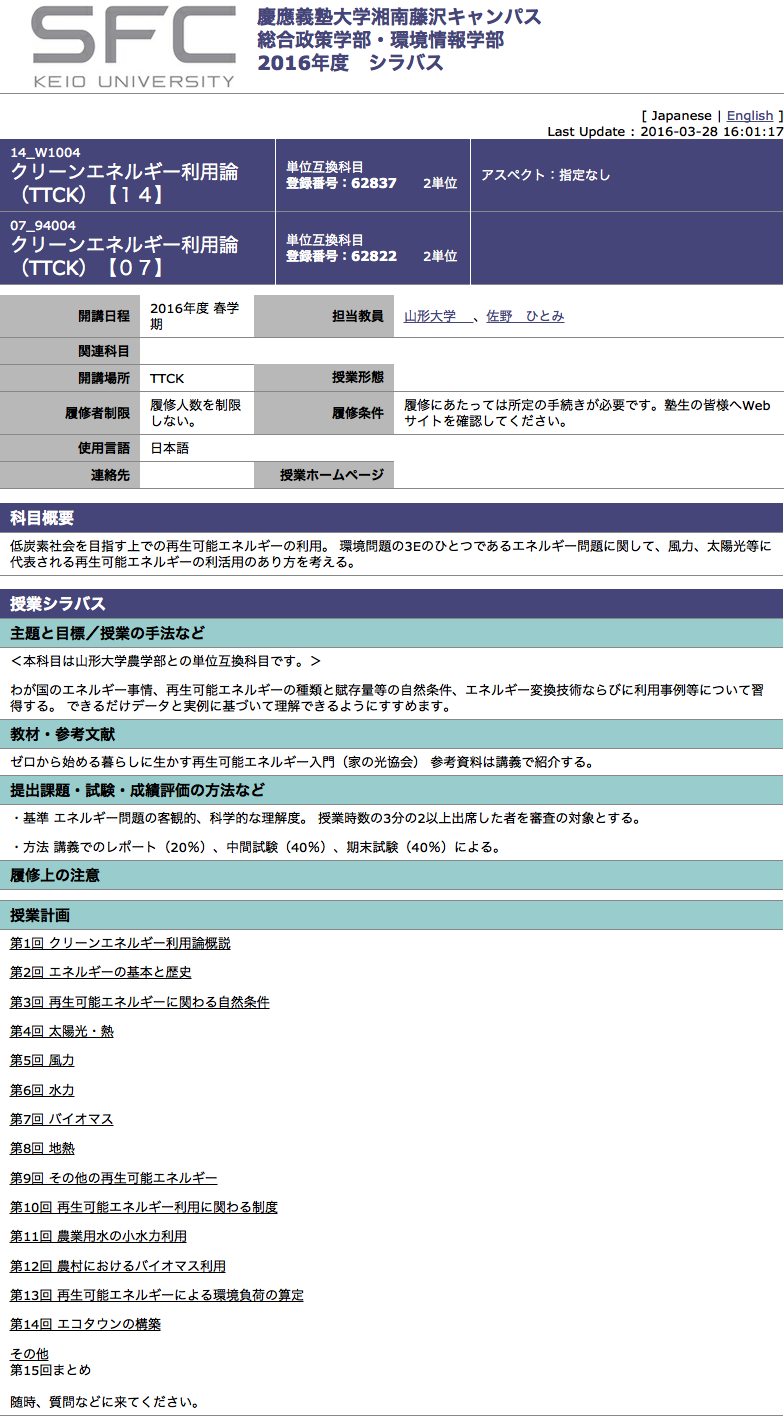 SFC
KEIO UNIVERSITY
慶應義塾大学湘南藤沢キャンパス
総合政策学部・環境情報学部
2016年度　シラバス
[ Japanese | English ]
Last Update : 2016-03-28 16:01:17
14_W1004
クリーンエネルギー利用論
（TTCK）【１４】
単位互換科目
登録番号：62837　　2単位
アスペクト：指定なし
07_94004
クリーンエネルギー利用論
（TTCK）【０７】
単位互換科目
登録番号：62822　　2単位
開講日程
2016年度 春学
期
担当教員
山形大学　、佐野　ひとみ
関連科目
開講場所
TTCK
授業形態
履修者制限
履修人数を制限
しない。
履修条件
履修にあたっては所定の手続きが必要です。塾生の皆様へWeb
サイトを確認してください。
使用言語
日本語
連絡先
授業ホームページ
科目概要
低炭素社会を目指す上での再生可能エネルギーの利用。 環境問題の3Eのひとつであるエネルギー問題に関して、風力、太陽光等に
代表される再生可能エネルギーの利活用のあり方を考える。
授業シラバス
主題と目標／授業の手法など
＜本科目は山形大学農学部との単位互換科目です。＞
わが国のエネルギー事情、再生可能エネルギーの種類と賦存量等の自然条件、エネルギー変換技術ならびに利用事例等について習
得する。 できるだけデータと実例に基づいて理解できるようにすすめます。
教材・参考文献
ゼロから始める暮らしに生かす再生可能エネルギー入門（家の光協会） 参考資料は講義で紹介する。
提出課題・試験・成績評価の方法など
・基準 エネルギー問題の客観的、科学的な理解度。 授業時数の3分の2以上出席した者を審査の対象とする。
・方法 講義でのレポート（20%）、中間試験（40%）、期末試験（40%）による。
履修上の注意
授業計画
第1回 クリーンエネルギー利用論概説
第2回 エネルギーの基本と歴史
第3回 再生可能エネルギーに関わる自然条件
第4回 太陽光・熱
第5回 風力
第6回 水力
第7回 バイオマス
第8回 地熱
第9回 その他の再生可能エネルギー
第10回 再生可能エネルギー利用に関わる制度
第11回 農業用水の小水力利用
第12回 農村におけるバイオマス利用
第13回 再生可能エネルギーによる環境負荷の算定
第14回 エコタウンの構築
その他
第15回まとめ
随時、質問などに来てください。